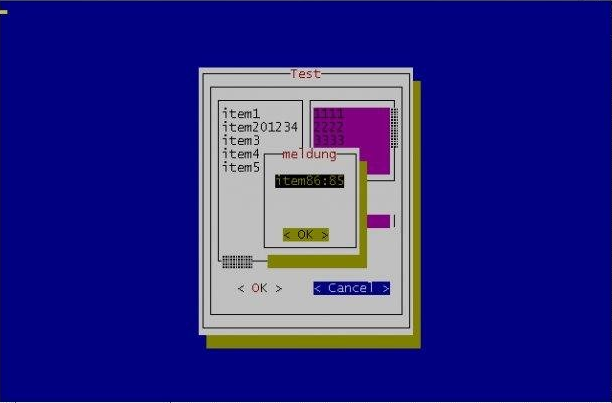 Test
item1
1111
item201234
2222
item3
3333
item4
meldung
item5
item86:85
< OK >
< OK >
< Cancel >